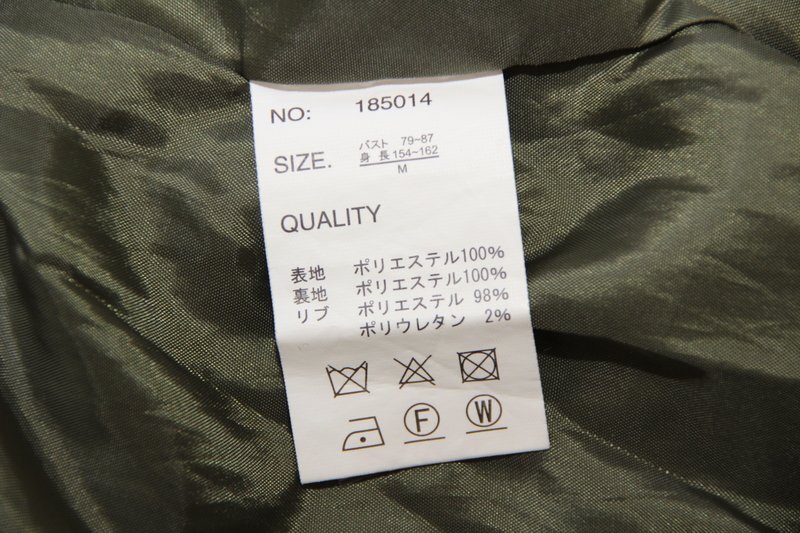 NO: 185014
SIZE. バスト 79~87
身長 154~162
M
QUALITY
表地 ポリエステル100%
裏地 ポリエステル100%
リブ ポリエステル 98%
ポリウレタン 2%
F W